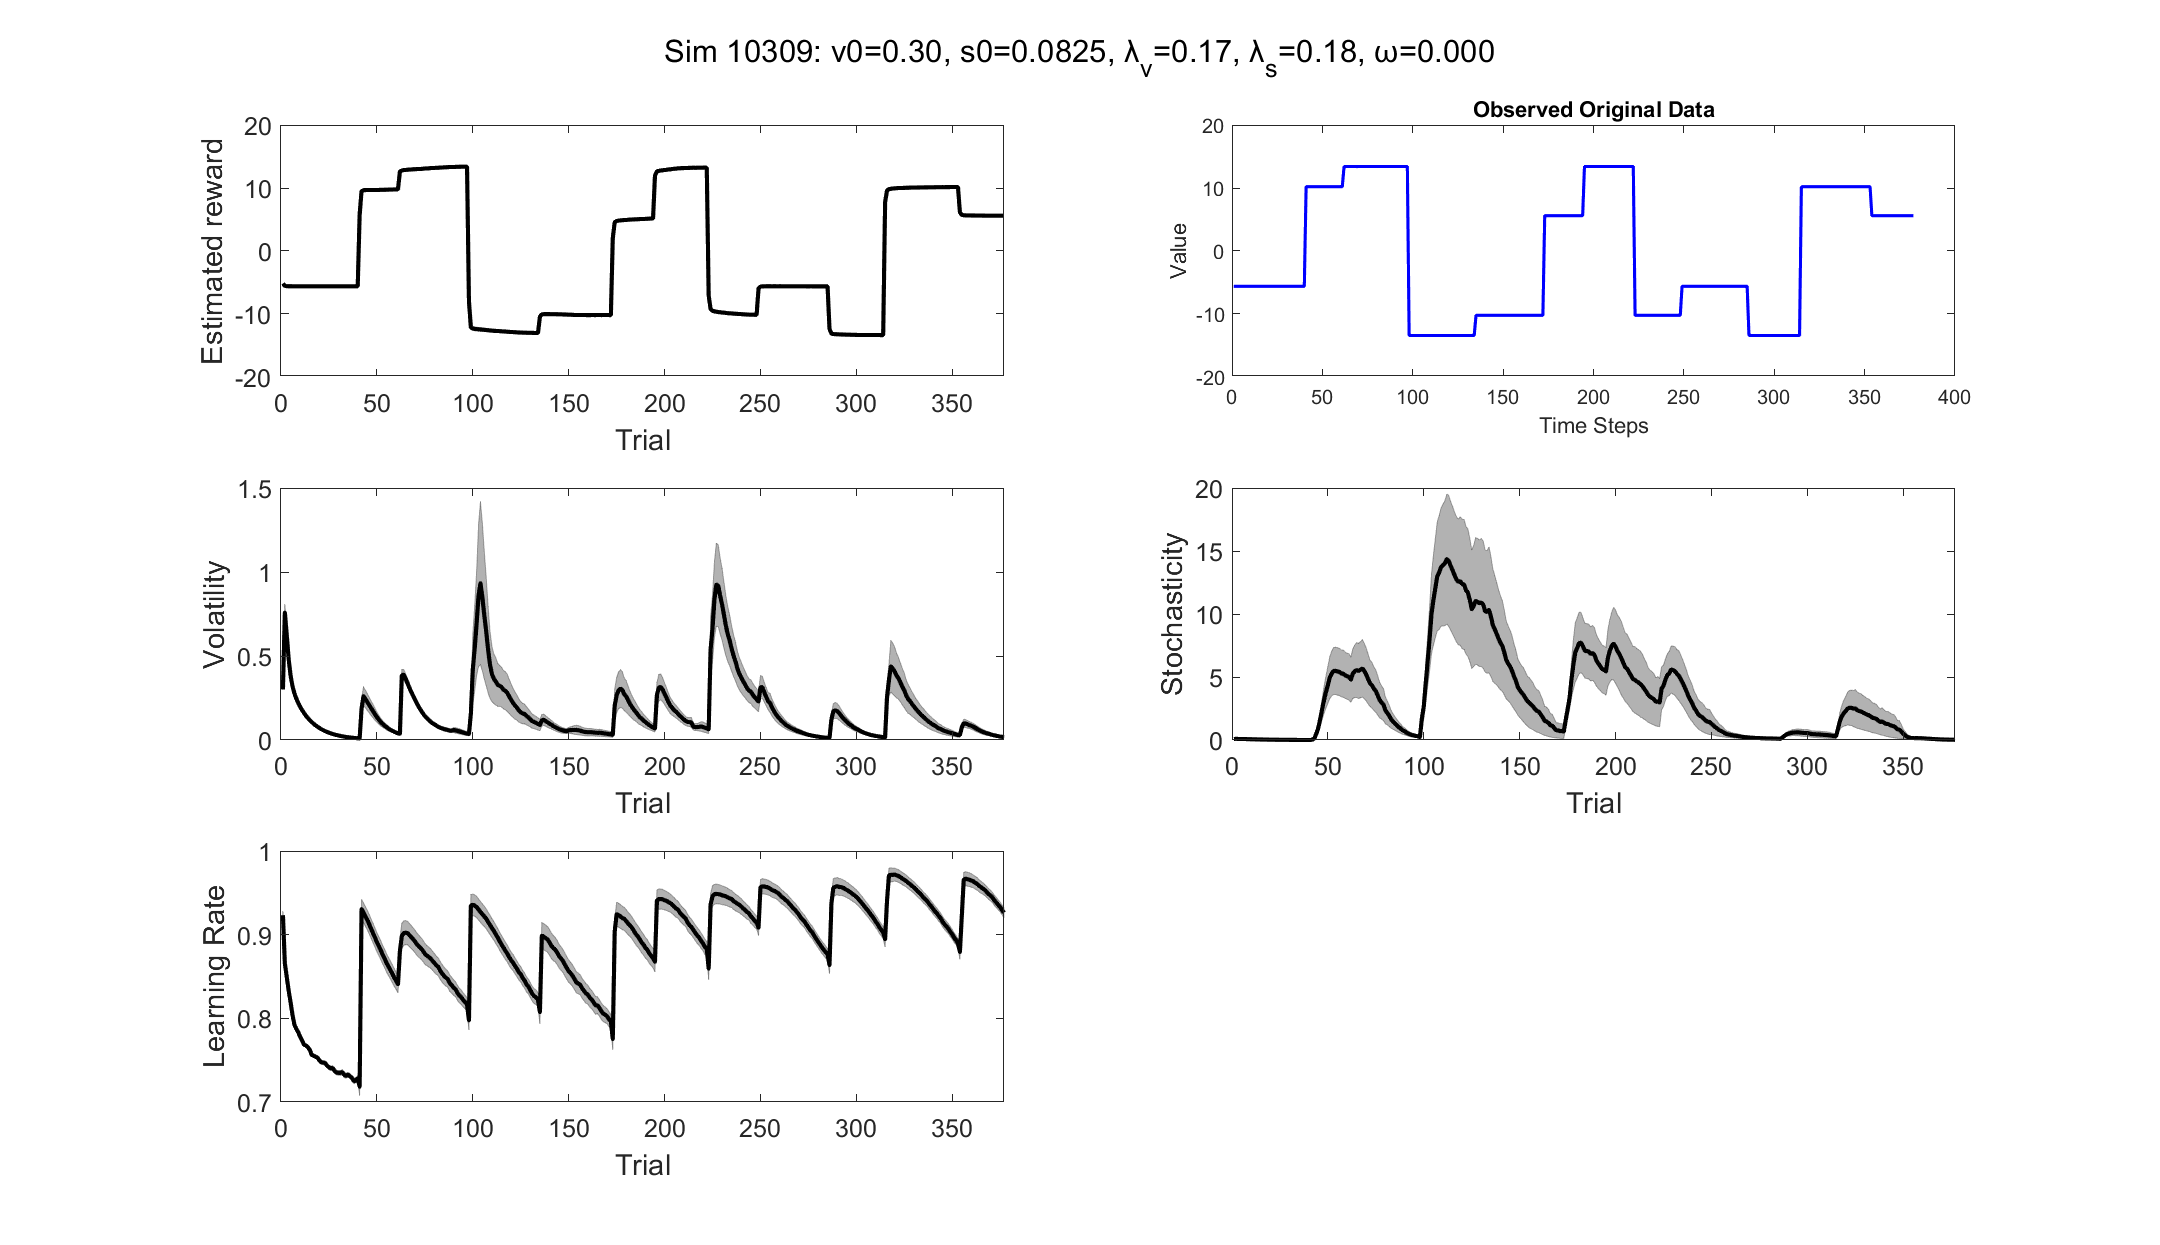 Sim 10309: v0=0.30, s0=0.0825, λ_v=0.17, λ_s=0.18, ω=0.000
20
10
0
-10
-20
Estimated reward
0 50 100 150 200 250 300 350
Trial
Observed Original Data
20
10
0
-10
-20
Value
0 50 100 150 200 250 300 350 400
Time Steps
1.5
1
0.5
0
Volatility
0 50 100 150 200 250 300 350
Trial
20
15
10
5
0
Stochasticity
0 50 100 150 200 250 300 350
Trial
1
0.9
0.8
0.7
Learning Rate
0 50 100 150 200 250 300 350
Trial